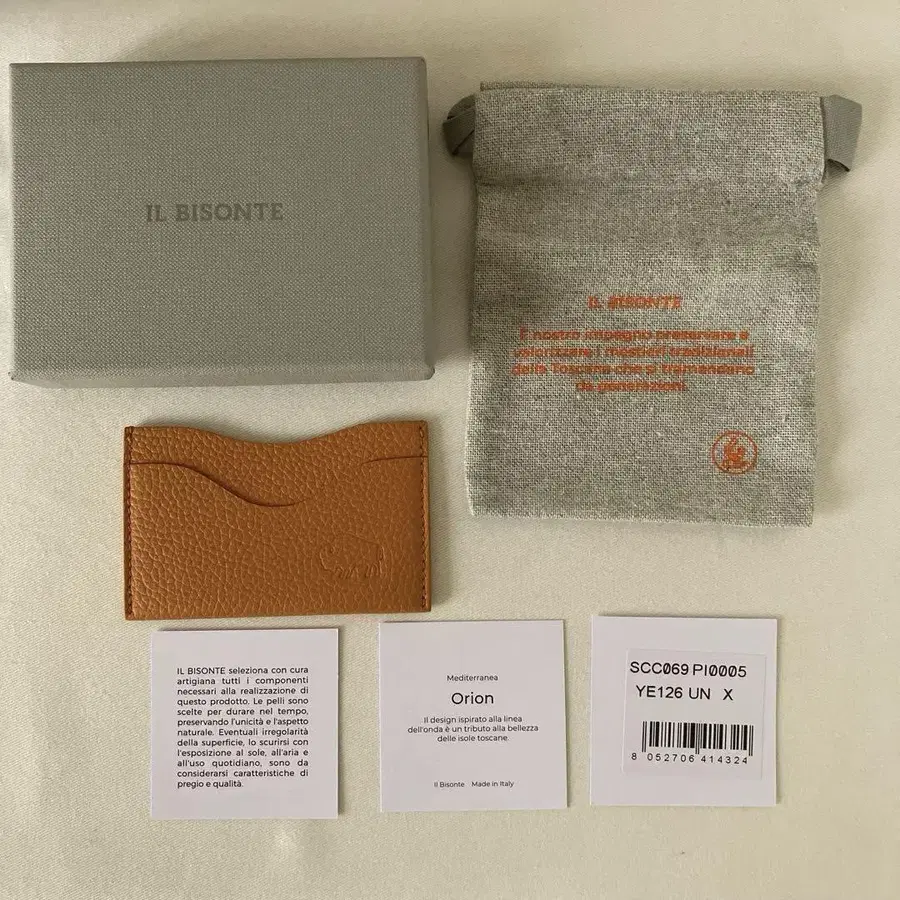 IL BISONTE
IL BISONTE
È nostro impegno preservare e
valorizzare i mestieri tradizionali
della Toscana che si tramandano
da generazioni.
IL BISONTE seleziona con cura
artigiana tutti i componenti
necessari alla realizzazione di
questo prodotto. Le pelli sono
scelte per durare nel tempo,
preservando l'unicità e l'aspetto
naturale. Eventuali irregolarità
della superficie, lo scurirsi con
l'esposizione al sole, all'aria e
all'uso quotidiano, sono da
considerarsi caratteristiche di
pregio e qualità.
Mediterranea
Orion
Il design ispirato alla linea
dell'onda è un tributo alla bellezza
delle isole toscane.
Il Bisonte Made in Italy
SCC069 PI0005
YE126 UN X
8 052706 414324